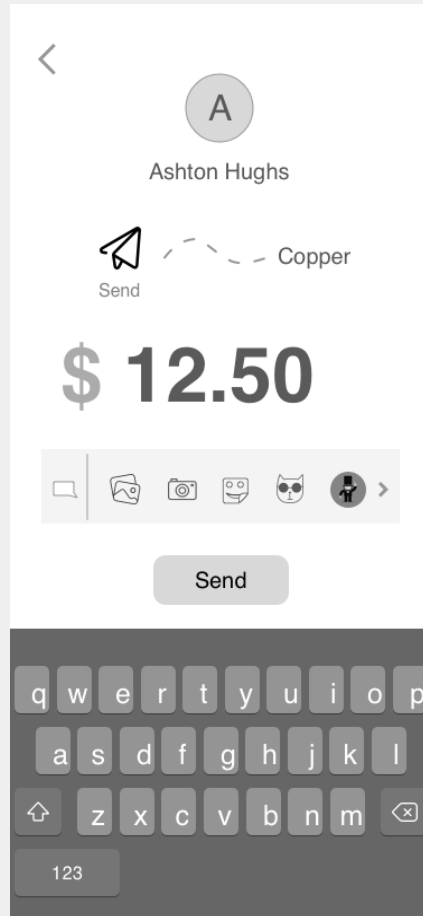 A
Ashton Hughs
Copper
Send
$ 12.50
Send
q w e r t y u i o p
a s d f g h j k l
z x c v b n m
123